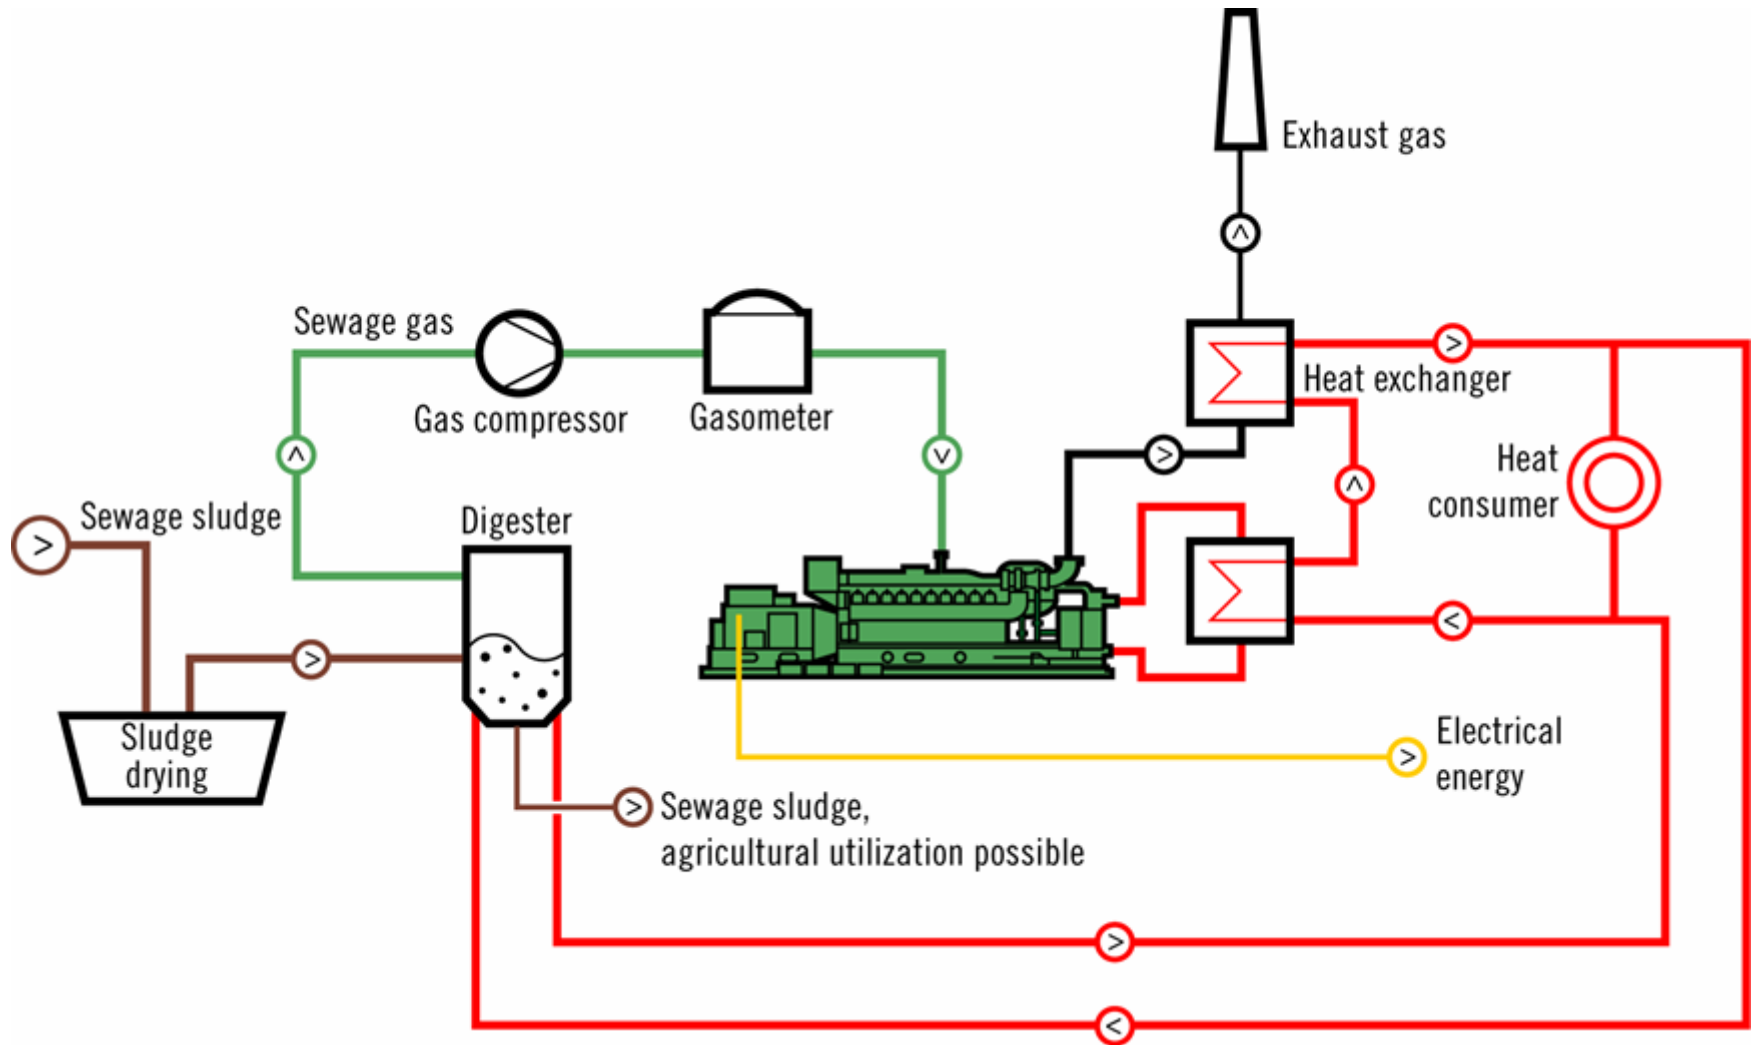 Exhaust gas
Sewage gas
Gas compressor
Gasometer
Heat exchanger
Heat
consumer
Sewage sludge
Digester
Sludge
drying
Electrical
energy
Sewage sludge,
agricultural utilization possible